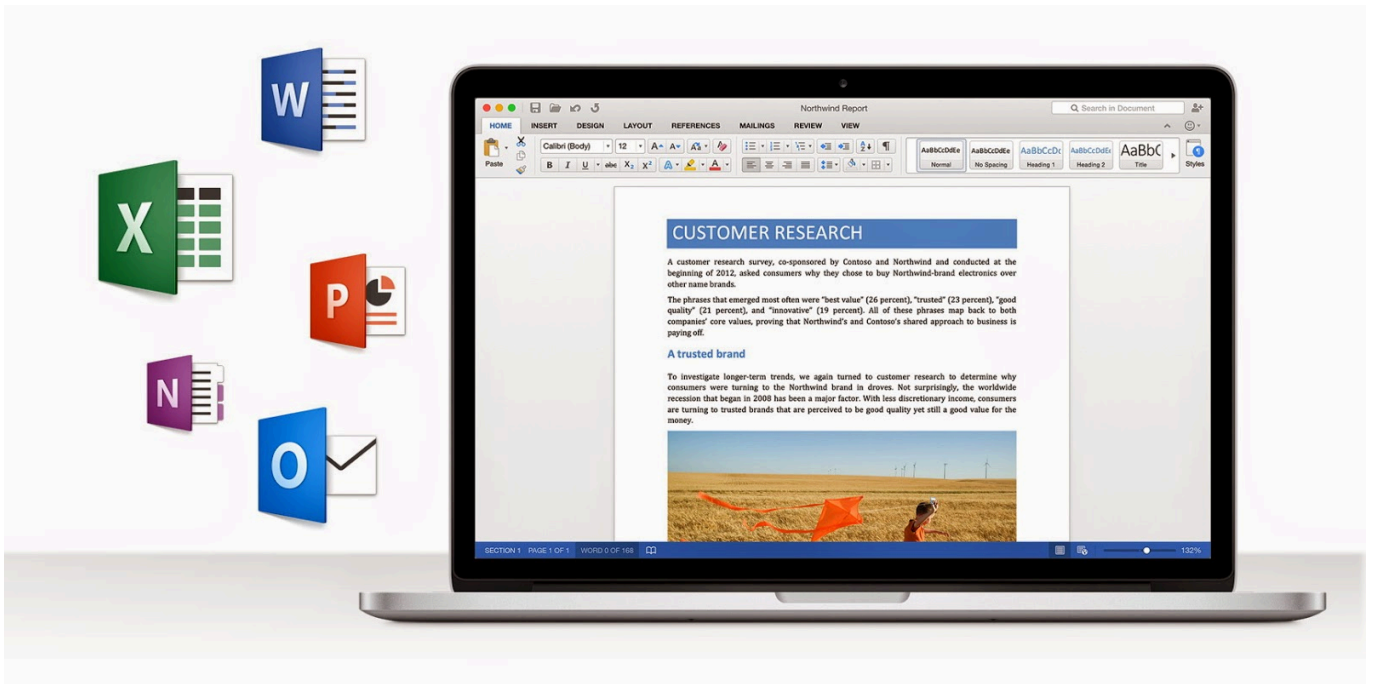 W
X
P
N
O
Northwind Report
Search in Document
HOME INSERT DESIGN LAYOUT REFERENCES MAILINGS REVIEW VIEW
Paste
Calibri (Body) 12 A A Aa
B I U abc X₂ X² A A
AaBbCcDdEe AaBbCcDdEe AaBbCcDc AaBbCcDdEe AaBbC
Normal No Spacing Heading 1 Heading 2 Title Styles
CUSTOMER RESEARCH
A customer research survey, co-sponsored by Contoso and Northwind and conducted at the
beginning of 2012, asked consumers why they chose to buy Northwind-brand electronics over
other name brands.
The phrases that emerged most often were "best value" (26 percent), "trusted" (23 percent), "good
quality" (21 percent), and "innovative" (19 percent). All of these phrases map back to both
companies' core values, proving that Northwind's and Contoso's shared approach to business is
paying off.
A trusted brand
To investigate longer-term trends, we again turned to customer research to determine why
consumers were turning to the Northwind brand in droves. Not surprisingly, the worldwide
recession that began in 2008 has been a major factor. With less discretionary income, consumers
are turning to trusted brands that are perceived to be good quality yet still a good value for the
money.
SECTION 1 PAGE 1 OF 1 WORD 0 OF 168 132%